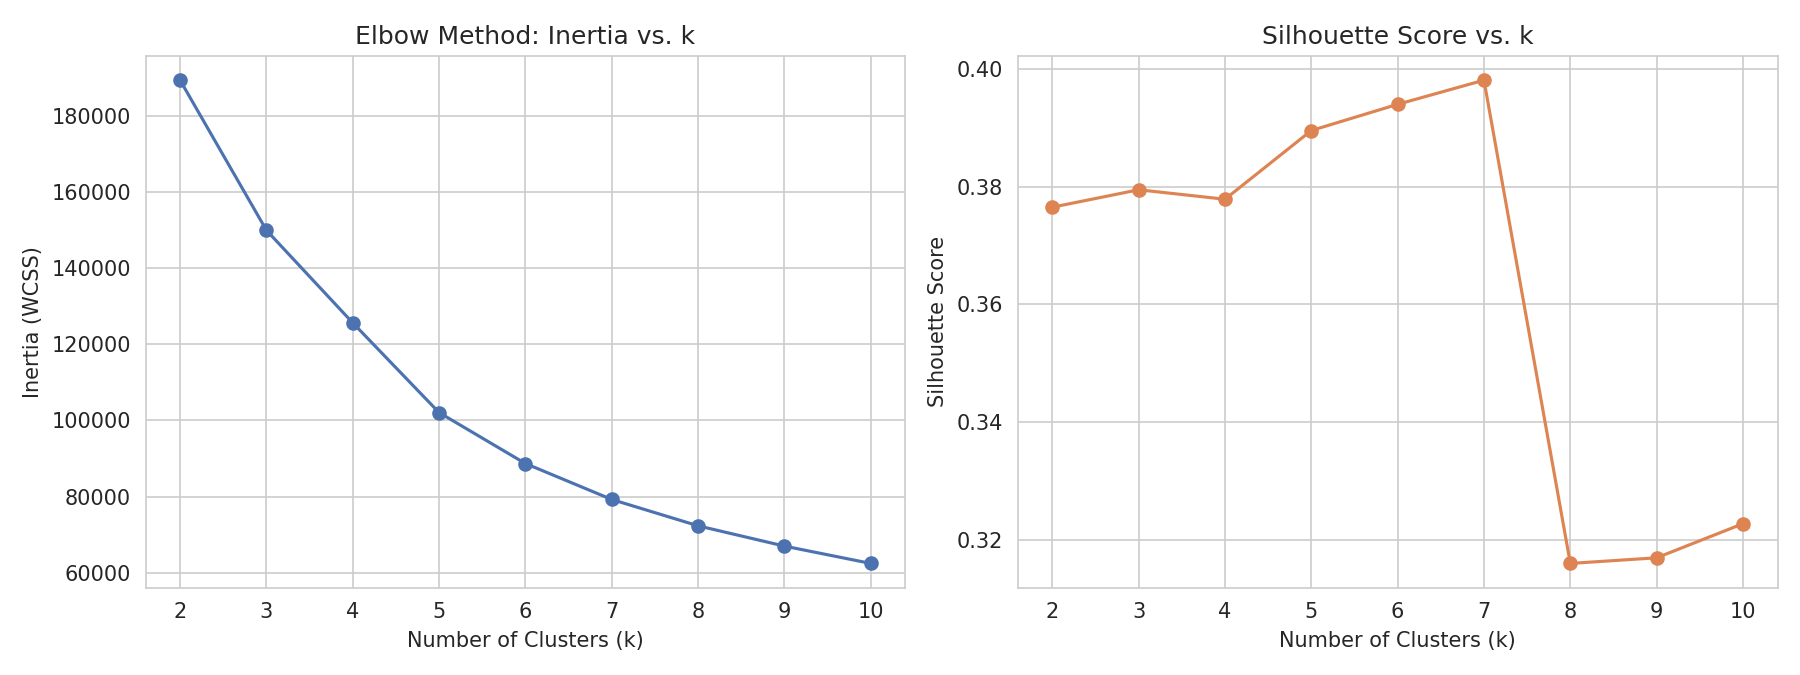 Elbow Method: Inertia vs. k
Inertia (WCSS)
180000
160000
140000
120000
100000
80000
60000
2 3 4 5 6 7 8 9 10
Number of Clusters (k)
Silhouette Score vs. k
Silhouette Score
0.40
0.38
0.36
0.34
0.32
2 3 4 5 6 7 8 9 10
Number of Clusters (k)